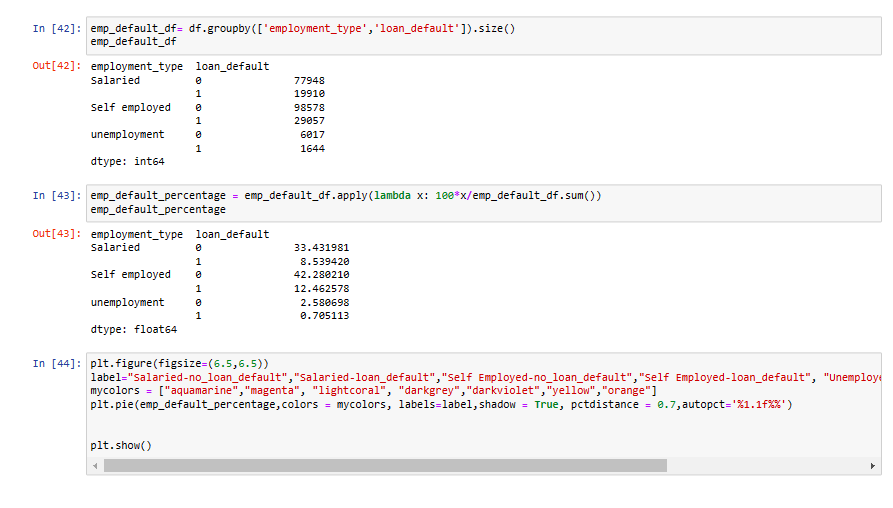 In [42]: emp_default_df= df.groupby(['employment_type','loan_default']).size()
emp_default_df
Out[42]: employment_type loan_default
Salaried 0 77948
1 19910
Self employed 0 98578
1 29057
unemployment 0 6017
1 1644
dtype: int64
In [43]: emp_default_percentage = emp_default_df.apply(lambda x: 100*x/emp_default_df.sum())
emp_default_percentage
Out[43]: employment_type loan_default
Salaried 0 33.431981
1 8.539420
Self employed 0 42.280210
1 12.462578
unemployment 0 2.580698
1 0.705113
dtype: float64
In [44]: plt.figure(figsize=(6.5,6.5))
label="Salaried-no_loan_default","Salaried-loan_default","Self Employed-no_loan_default","Self Employed-loan_default", "Unemploye
mycolors = ["aquamarine","magenta", "lightcoral", "darkgrey","darkviolet","yellow","orange"]
plt.pie(emp_default_percentage,colors = mycolors, labels=label,shadow = True, pctdistance = 0.7,autopct='%1.1f%%')
plt.show()